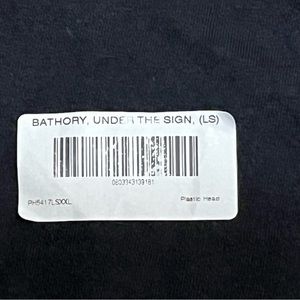 BATHORY, UNDER THE SIGN, (LS)
0803343139181
PH5417LSXXL
Plastic Head